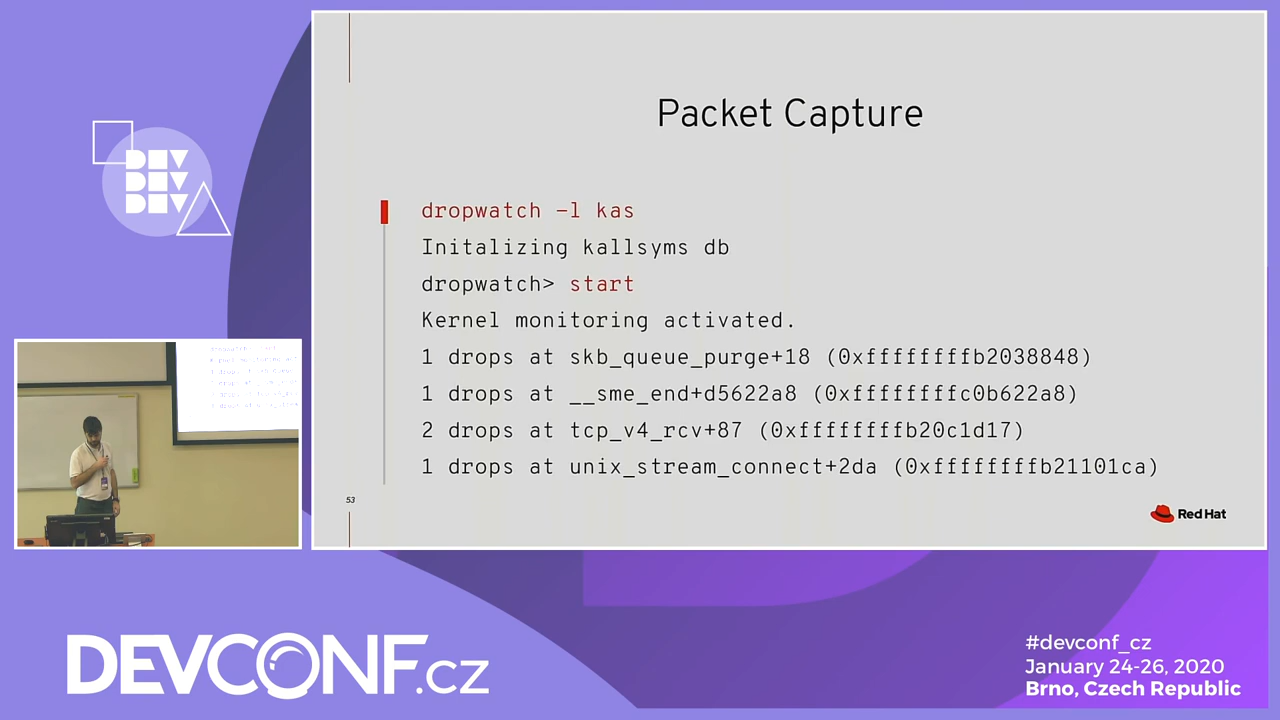 Packet Capture
dropwatch -l kas
Initalizing kallsyms db
dropwatch> start
Kernel monitoring activated.
1 drops at skb_queue_purge+18 (0xffffffffb2038848)
1 drops at __sme_end+d5622a8 (0xffffffffc0b622a8)
2 drops at tcp_v4_rcv+87 (0xffffffffb20c1d17)
1 drops at unix_stream_connect+2da (0xffffffffb21101ca)
53
Red Hat
DEV
DEV
DEV
DEVCONF.cz
#devconf_cz
January 24-26, 2020
Brno, Czech Republic